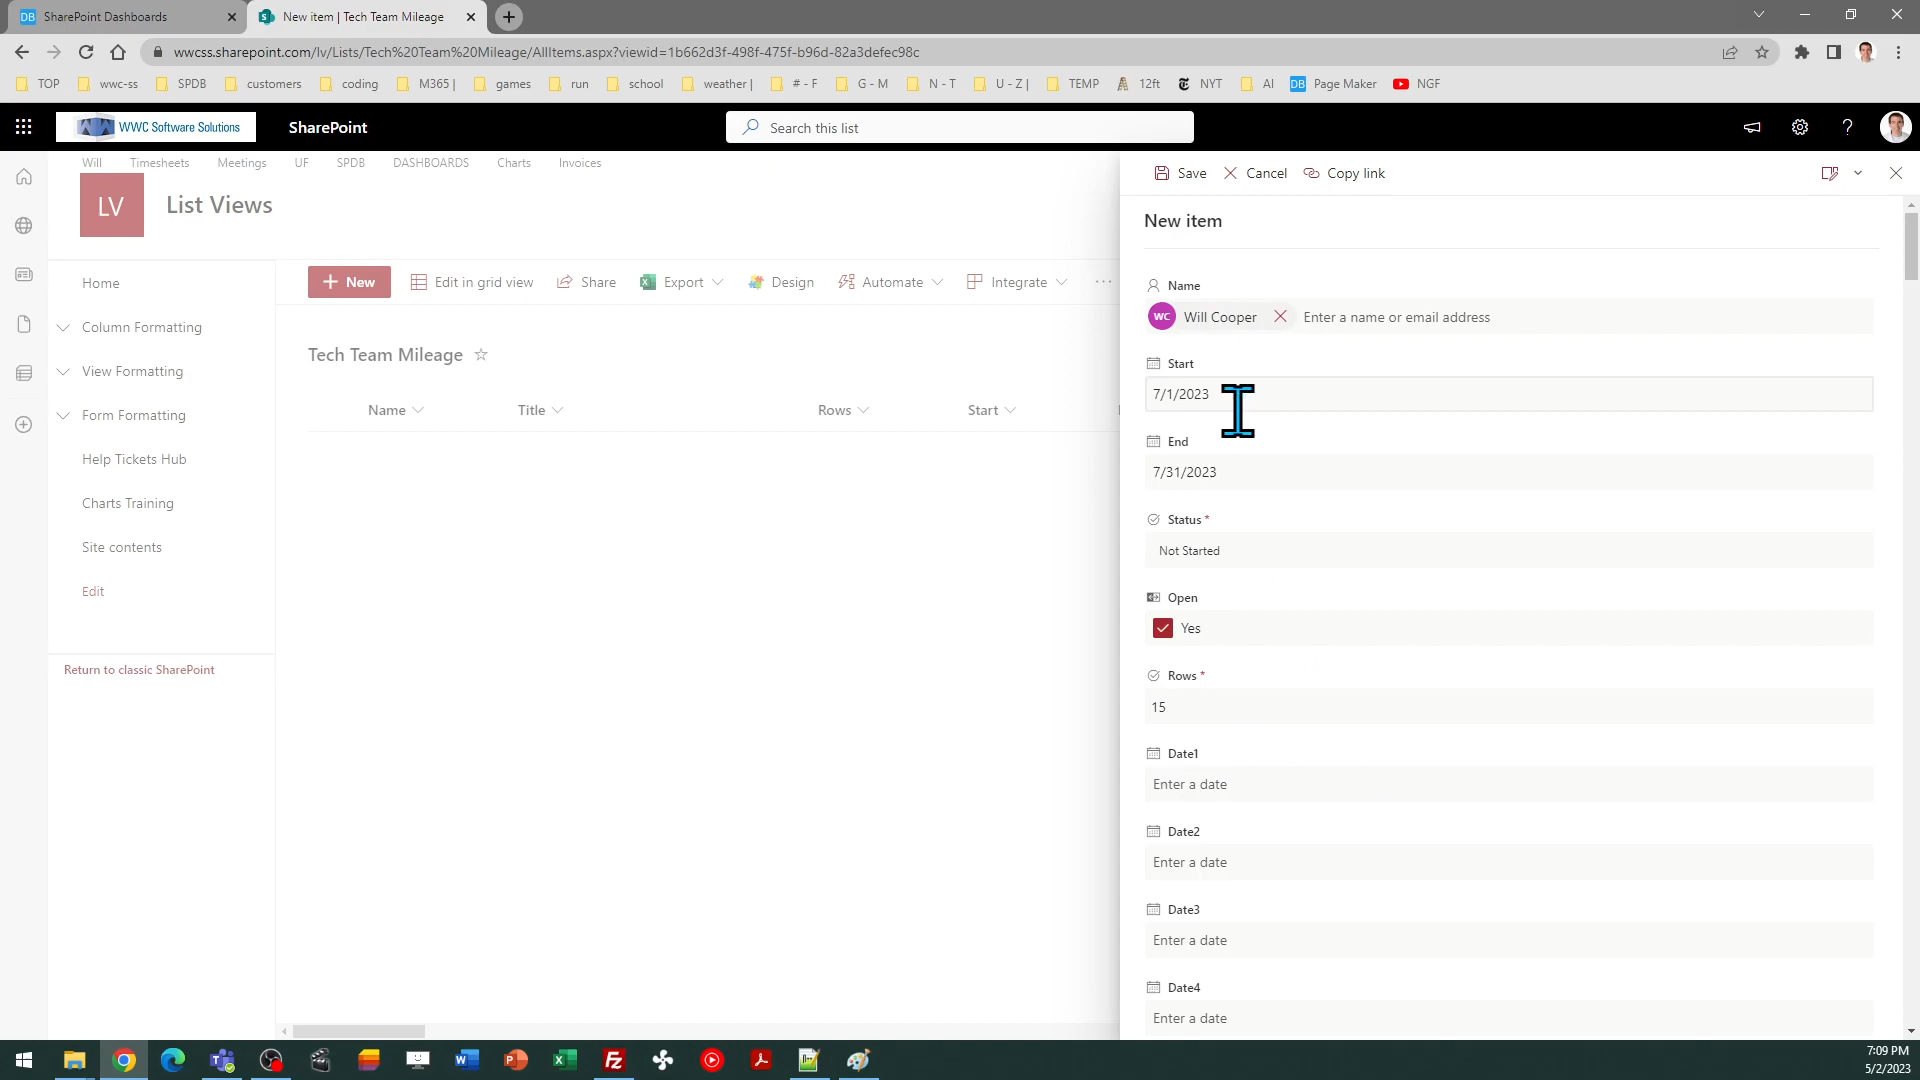 SharePoint Dashboards
New item | Tech Team Mileage
wwcss.sharepoint.com/lv/Lists/Tech%20Team%20Mileage/AllItems.aspx?viewid=1b662d3f-498f-475f-b96d-82a3defec98c
TOP wwc-ss SPDB customers coding M365 | games run school weather | # - F G - M N - T U - Z | TEMP 12ft NYT AI DB Page Maker NGF
WWC Software Solutions
SharePoint
Search this list
Will Timesheets Meetings UF SPDB DASHBOARDS Charts Invoices
LV
List Views
Home
Column Formatting
View Formatting
Form Formatting
Help Tickets Hub
Charts Training
Site contents
Edit
Return to classic SharePoint
New Edit in grid view Share Export Design Automate Integrate ...
Tech Team Mileage
Name Title Rows Start
Save Cancel Copy link
New item
Name
WC Will Cooper Enter a name or email address
Start
7/1/2023
End
7/31/2023
Status *
Not Started
Open
Yes
Rows *
15
Date1
Enter a date
Date2
Enter a date
Date3
Enter a date
Date4
Enter a date
7:09 PM
5/2/2023